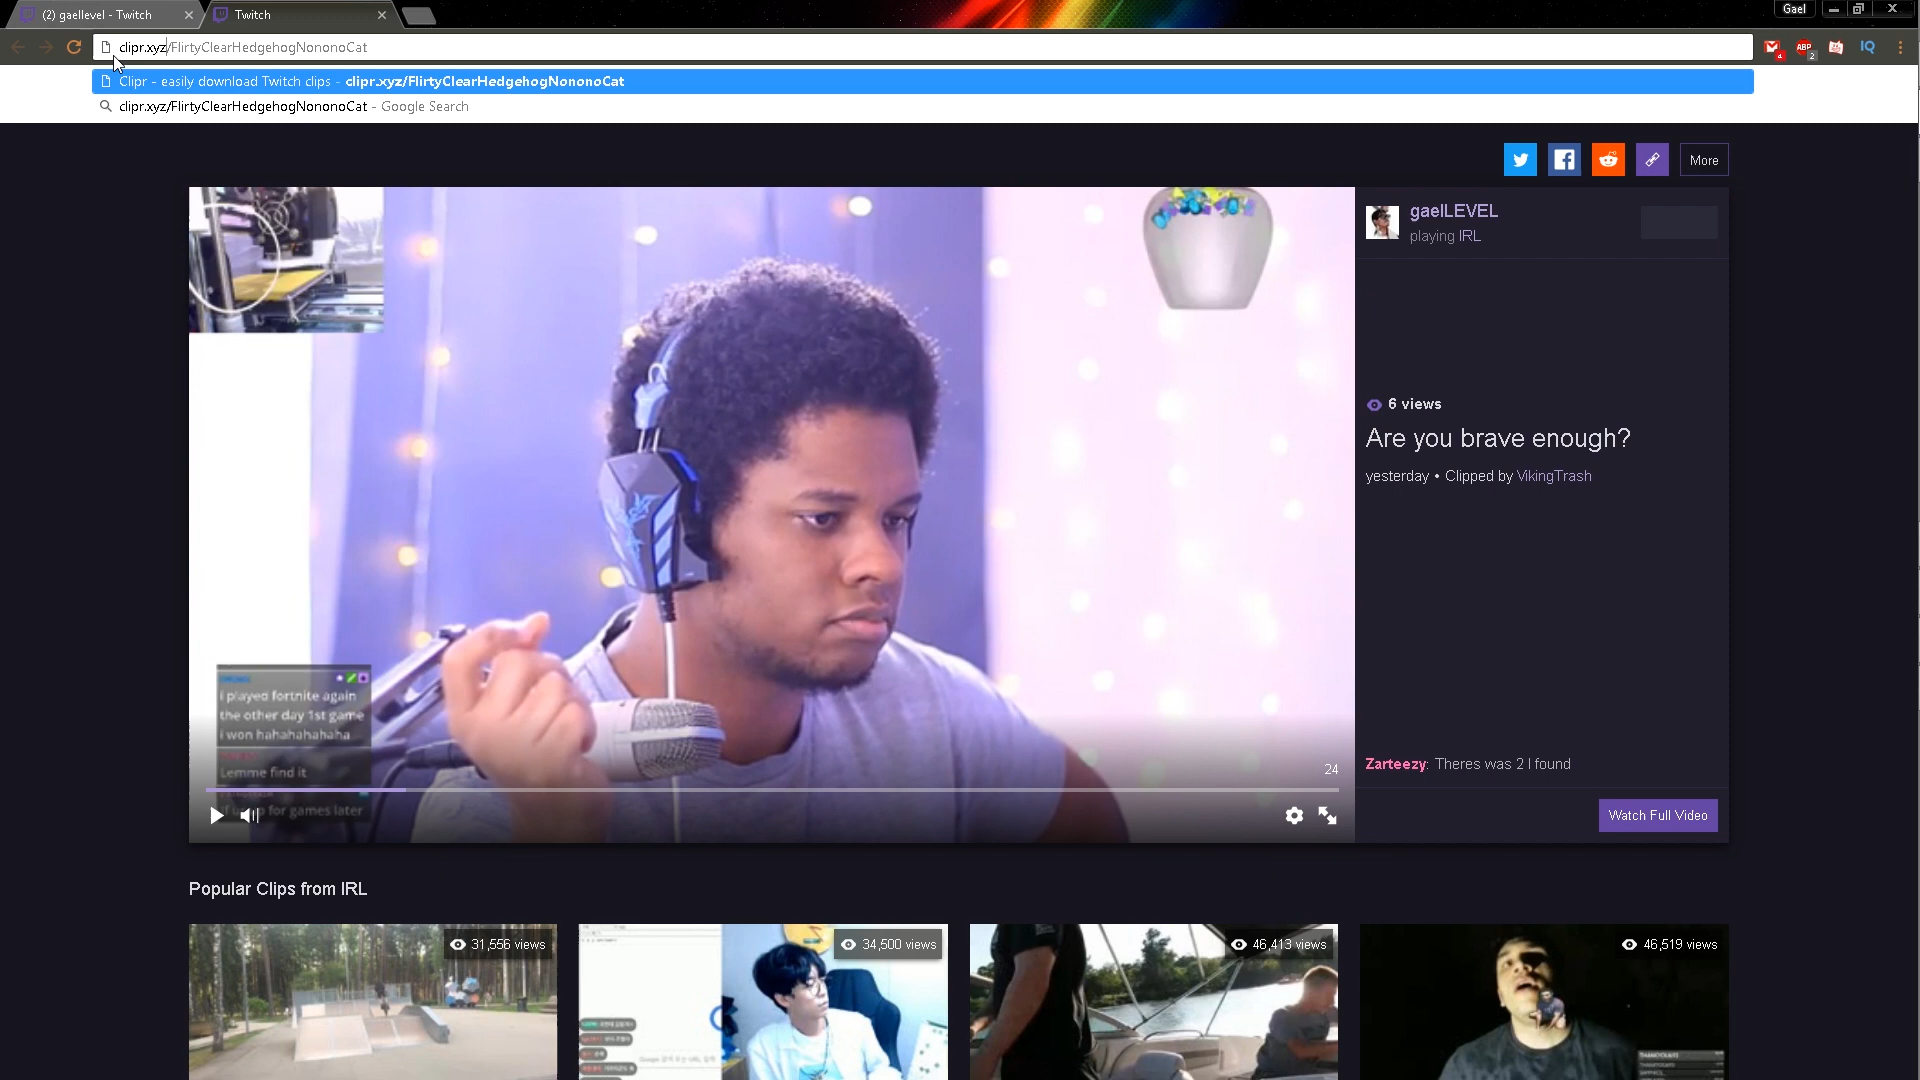 (2) gaellevel - Twitch
Twitch
Gael
clipr.xyz/FlirtyClearHedgehogNononoCat
4
ABP
2
IQ
Clipr - easily download Twitch clips - clipr.xyz/FlirtyClearHedgehogNononoCat
clipr.xyz/FlirtyClearHedgehogNononoCat - Google Search
More
gaelLEVEL
playing IRL
6 views
Are you brave enough?
yesterday • Clipped by VikingTrash
i played fortnite again
the other day 1st game
i won hahahahahaha
Lemme find it
for games later
24
Zarteezy: Theres was 2 I found
Watch Full Video
Popular Clips from IRL
31,556 views
34,500 views
46,413 views
46,519 views